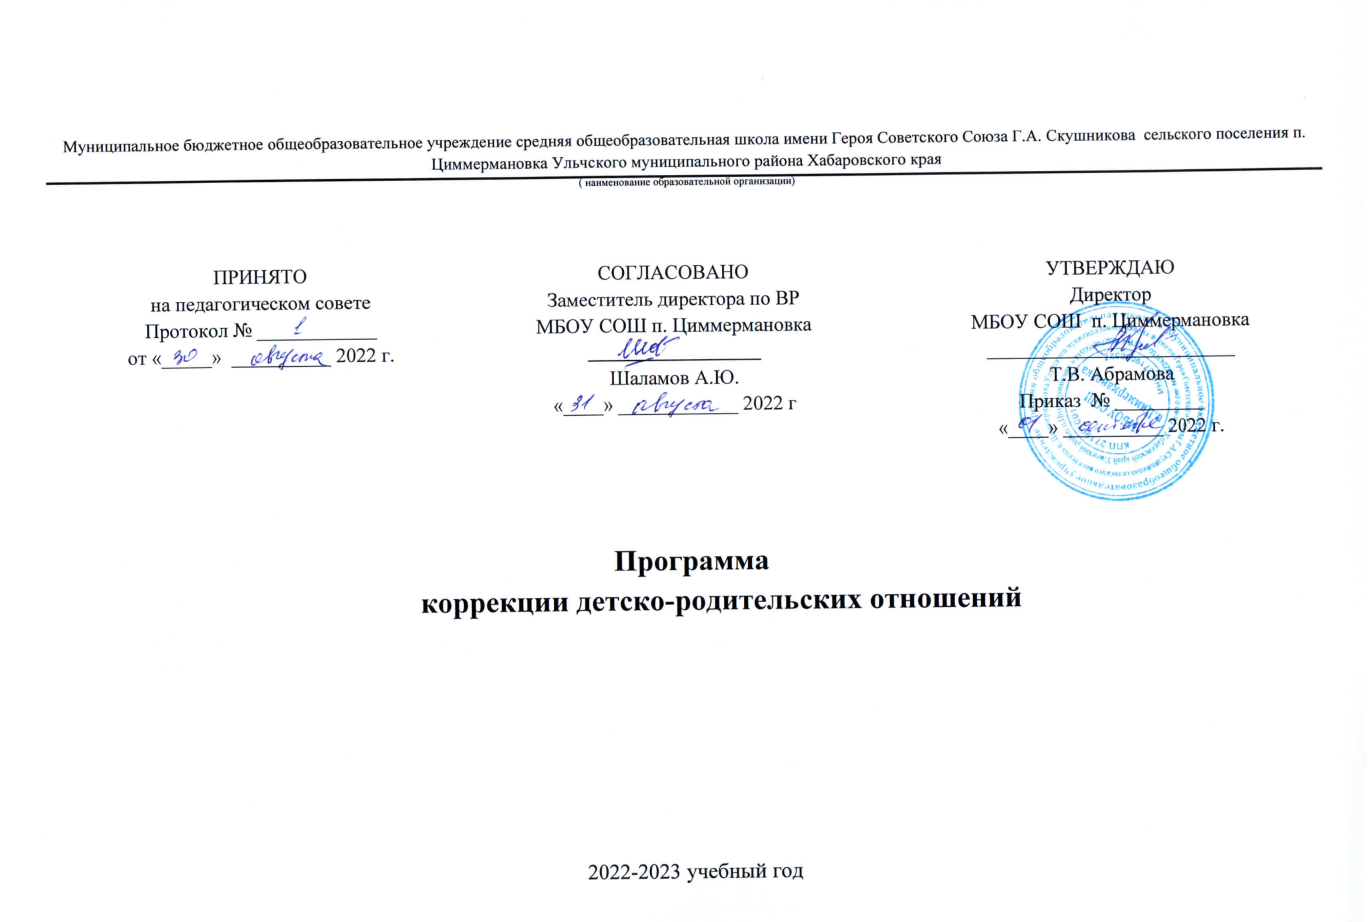 Муниципальное бюджетное общеобразовательное учреждение средняя общеобразовательная школа имени Героя Советского Союза Г.А. Скушникова сельского поселения п.
Циммермановка Ульчского муниципального района Хабаровского края
( наименование образовательной организации)
ПРИНЯТО
на педагогическом совете
Протокол № 1
от « 30 » августа 2022 г.
СОГЛАСОВАНО
Заместитель директора по ВР
МБОУ СОШ п. Циммермановка
Шаламов А.Ю.
« 31 » августа 2022 г
УТВЕРЖДАЮ
Директор
МБОУ СОШ п. Циммермановка
Т.В. Абрамова
Приказ №
« 01 » сентября 2022 г.
Программа
коррекции детско-родительских отношений
2022-2023 учебный год